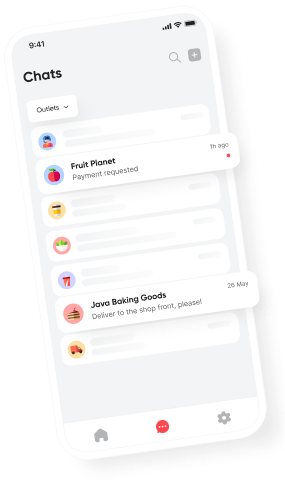 9:41
Chats
Outlets
Fruit Planet
1h ago
Payment requested
Java Baking Goods
26 May
Deliver to the shop front, please!